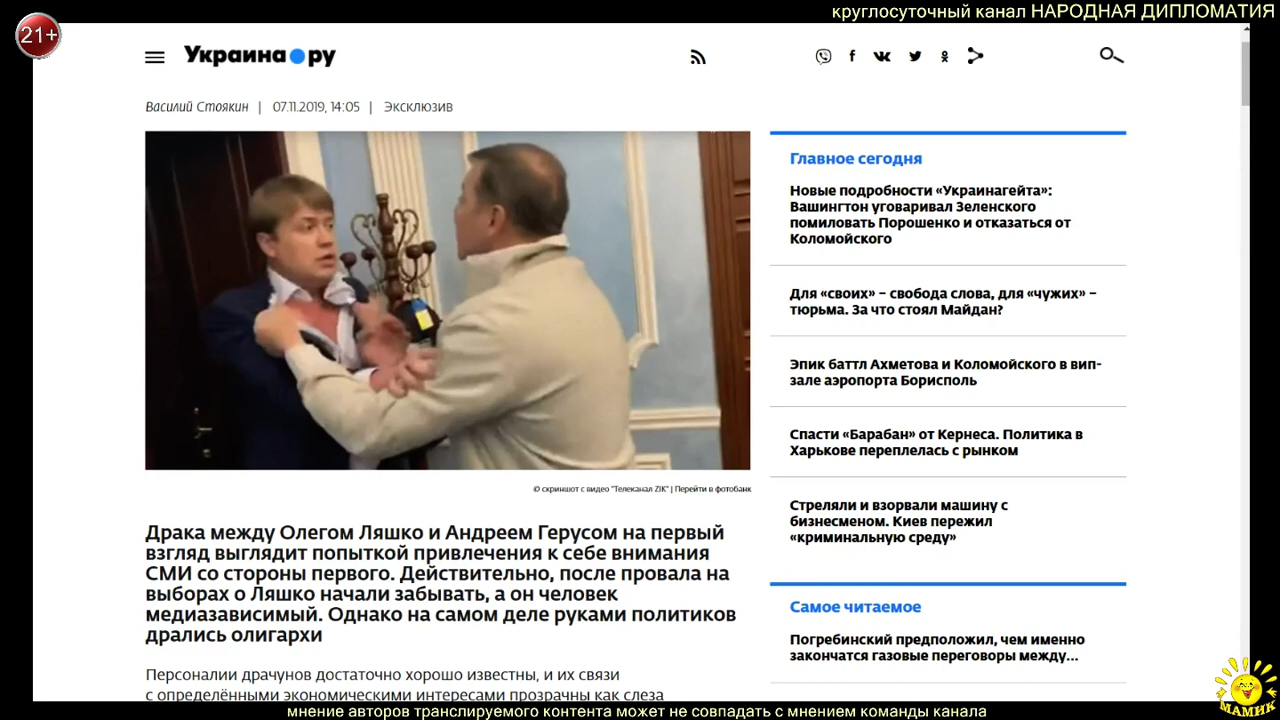 круглосуточный канал НАРОДНАЯ ДИПЛОМАТИЯ
21+
Украина ру
Василий Стоякин | 07.11.2019, 14:05 | Эксклюзив
© скриншот с видео "Телеканал ZIK" | Перейти в фотобанк
Драка между Олегом Ляшко и Андреем Герусом на первый
взгляд выглядит попыткой привлечения к себе внимания
СМИ со стороны первого. Действительно, после провала на
выборах о Ляшко начали забывать, а он человек
медиазависимый. Однако на самом деле руками политиков
дрались олигархи
Персоналии драчунов достаточно хорошо известны, и их связи
с определёнными экономическими интересами прозрачны как слеза
Главное сегодня
Новые подробности «Украинагейта»:
Вашингтон уговаривал Зеленского
помиловать Порошенко и отказаться от
Коломойского
Для «своих» – свобода слова, для «чужих» –
тюрьма. За что стоял Майдан?
Эпик баттл Ахметова и Коломойского в вип-
зале аэропорта Борисполь
Спасти «Барабан» от Кернеса. Политика в
Харькове переплелась с рынком
Стреляли и взорвали машину с
бизнесменом. Киев пережил
«криминальную среду»
Самое читаемое
Погребинский предположил, чем именно
закончатся газовые переговоры между...
МАМИК
мнение авторов транслируемого контента может не совпадать с мнением команды канала